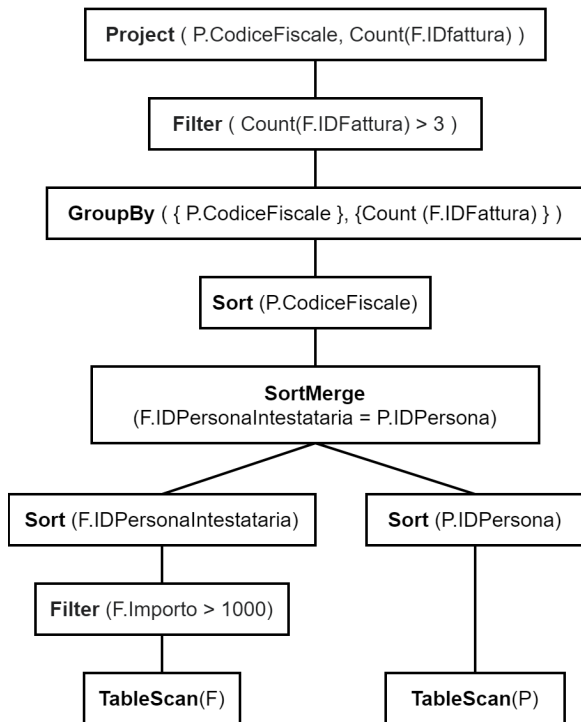 Project ( P.CodiceFiscale, Count(F.IDfattura) )
Filter ( Count(F.IDFattura) > 3 )
GroupBy ( { P.CodiceFiscale }, {Count (F.IDFattura) } )
Sort (P.CodiceFiscale)
SortMerge
(F.IDPersonaIntestataria = P.IDPersona)
Sort (F.IDPersonaIntestataria)
Sort (P.IDPersona)
Filter (F.Importo > 1000)
TableScan(F)
TableScan(P)